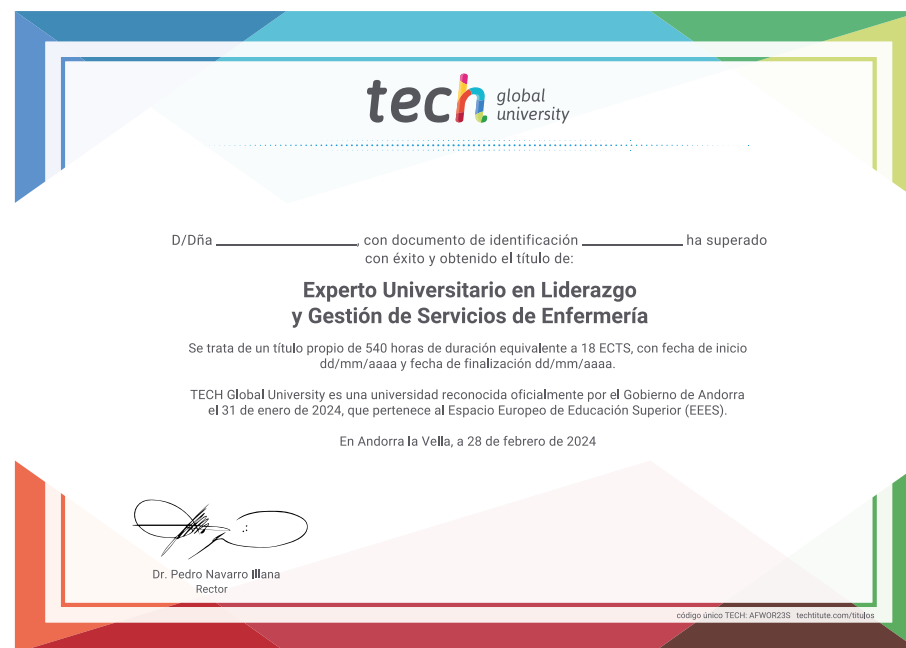 tech global
university
D/Dña ____________________, con documento de identificación ______________ ha superado
con éxito y obtenido el título de:
Experto Universitario en Liderazgo
y Gestión de Servicios de Enfermería
Se trata de un título propio de 540 horas de duración equivalente a 18 ECTS, con fecha de inicio
dd/mm/aaaa y fecha de finalización dd/mm/aaaa.
TECH Global University es una universidad reconocida oficialmente por el Gobierno de Andorra
el 31 de enero de 2024, que pertenece al Espacio Europeo de Educación Superior (EEES).
En Andorra la Vella, a 28 de febrero de 2024
Dr. Pedro Navarro Illana
Rector
código único TECH: AFWOR23S techtitute.com/titulos